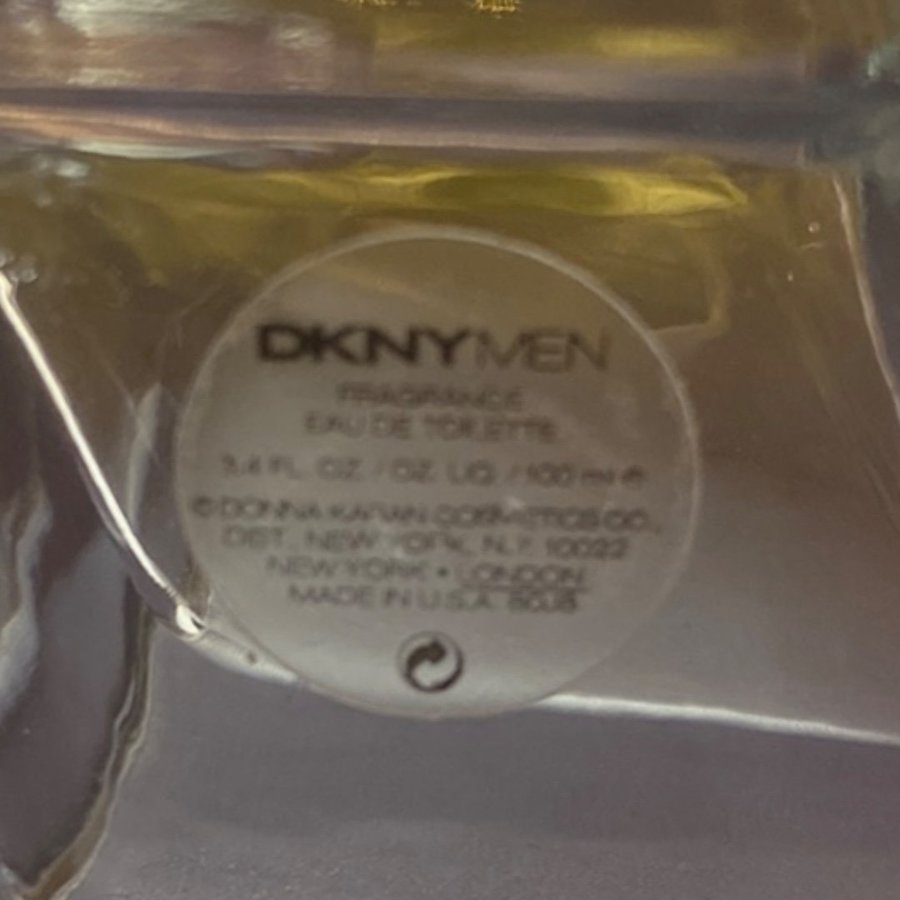 DKNYMEN
FRAGRANCE
EAU DE TOILETTE
3.4 FL. OZ. / OZ. LIQ. / 100 ml ℮
© DONNA KARAN COSMETICS CO.,
DIST. NEW YORK, N.Y. 10022
NEW YORK • LONDON
MADE IN U.S.A.